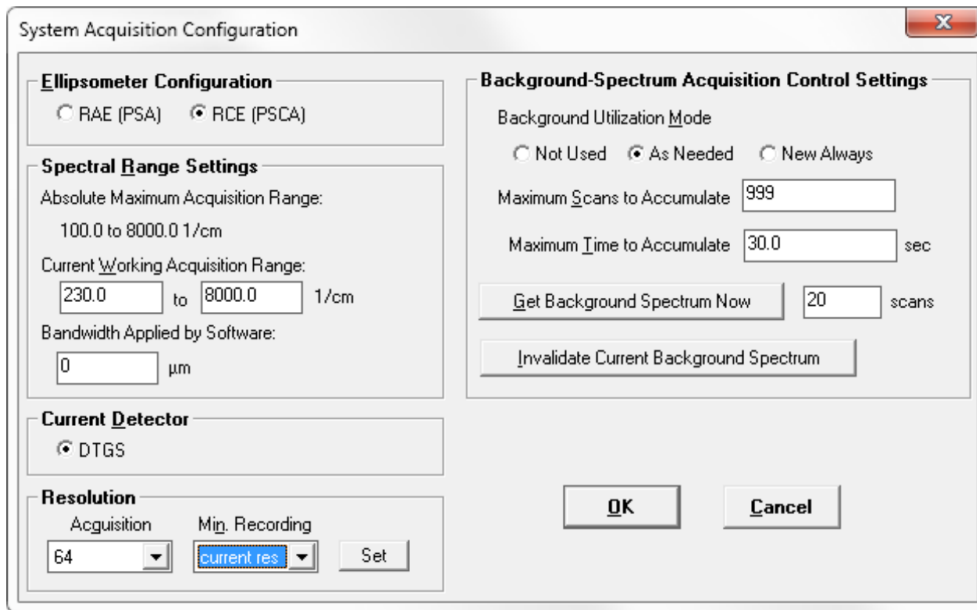 System Acquisition Configuration
Ellipsometer Configuration
RAE (PSA) RCE (PSCA)
Spectral Range Settings
Absolute Maximum Acquisition Range:
100.0 to 8000.0 1/cm
Current Working Acquisition Range:
230.0 to 8000.0 1/cm
Bandwidth Applied by Software:
0 µm
Current Detector
DTGS
Resolution
Acquisition Min. Recording
64 current res Set
Background-Spectrum Acquisition Control Settings
Background Utilization Mode
Not Used As Needed New Always
Maximum Scans to Accumulate 999
Maximum Time to Accumulate 30.0 sec
Get Background Spectrum Now 20 scans
Invalidate Current Background Spectrum
OK Cancel